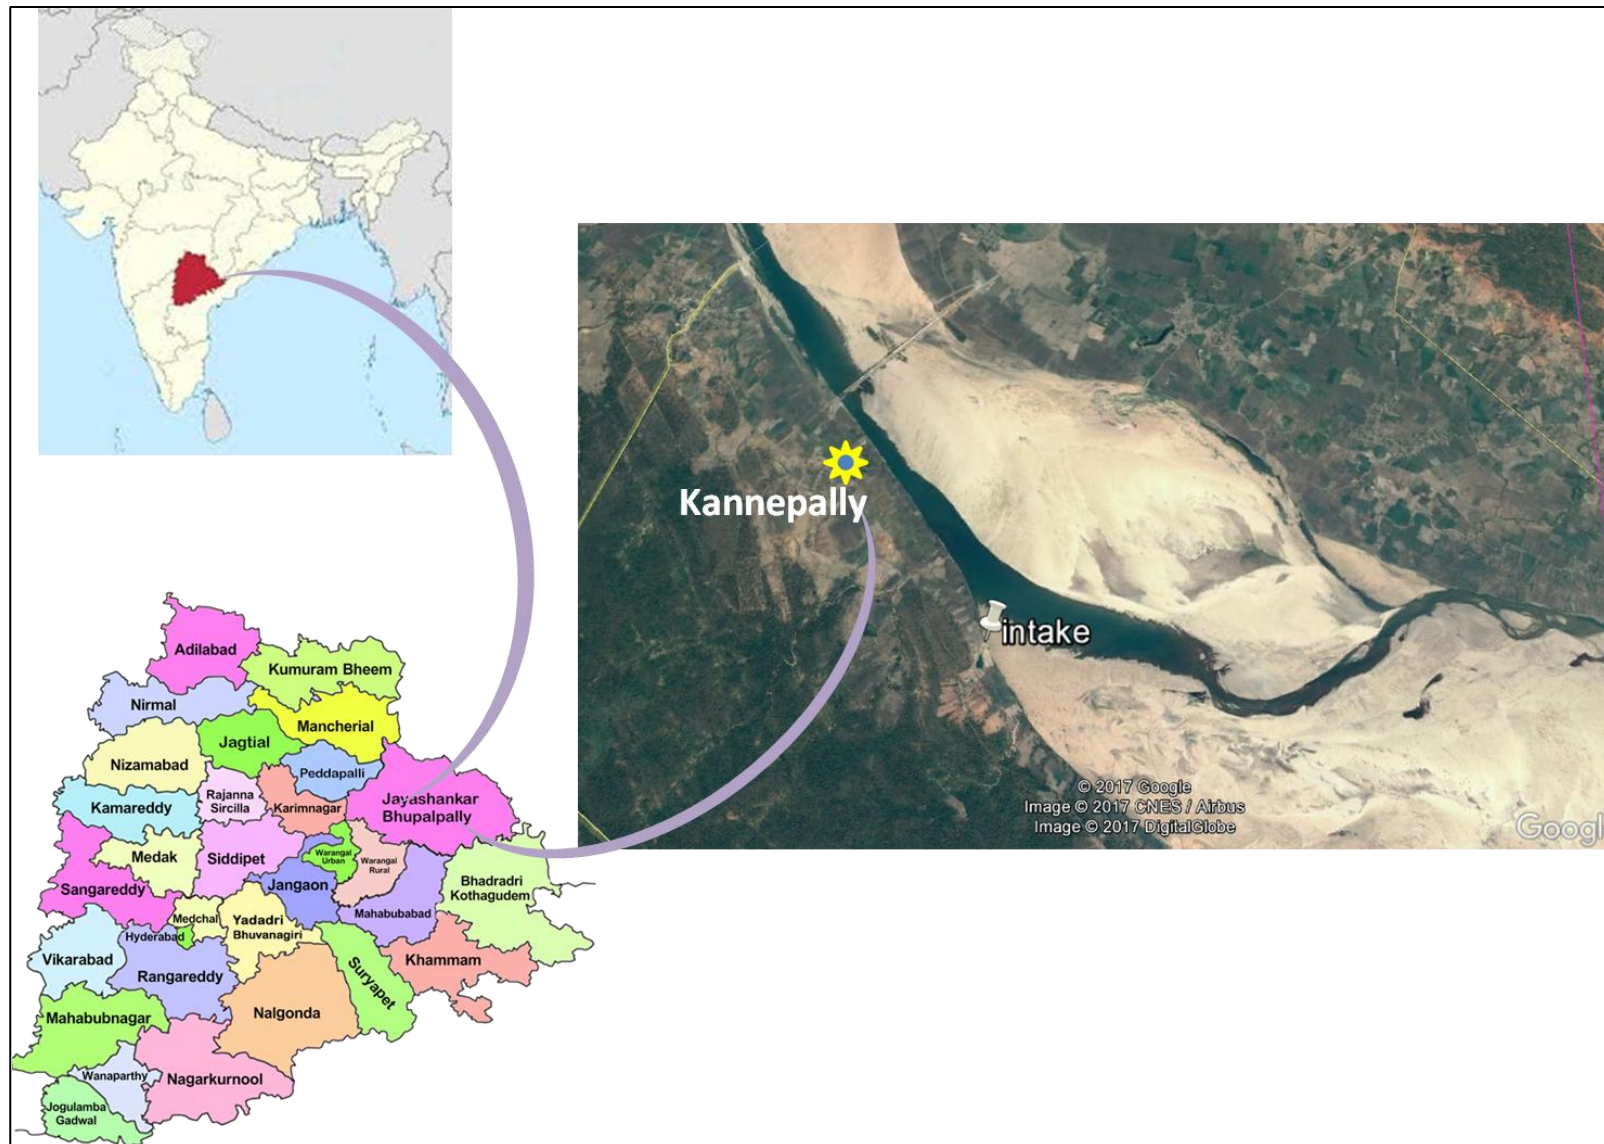 Kannepally
intake
© 2017 Google
Image © 2017 CNES / Airbus
Image © 2017 DigitalGlobe
Googl
Adilabad
Kumuram Bheem
Nirmal
Mancherial
Jagtial
Nizamabad
Peddapalli
Rajanna
Sircilla
Kamareddy
Karimnagar
Jayashankar
Bhupalpally
Medak
Siddipet
Warangal
Urban
Warangal
Rural
Sangareddy
Jangaon
Bhadradri
Kothagudem
Medchal
Yadadri
Bhuvanagiri
Mahabubabad
Hyderabad
Vikarabad
Rangareddy
Suryapet
Khammam
Mahabubnagar
Nalgonda
Wanaparthy
Nagarkurnool
Jogulamba
Gadwal